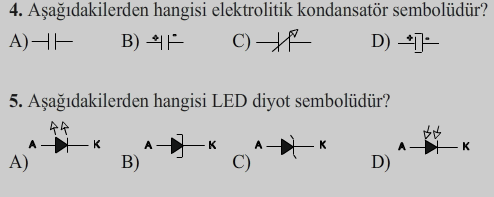 4. Aşağıdakilerden hangisi elektrolitik kondansatör sembolüdür?
A) B) + - C) D) + -
5. Aşağıdakilerden hangisi LED diyot sembolüdür?
A K A K A K A K
A) B) C) D)